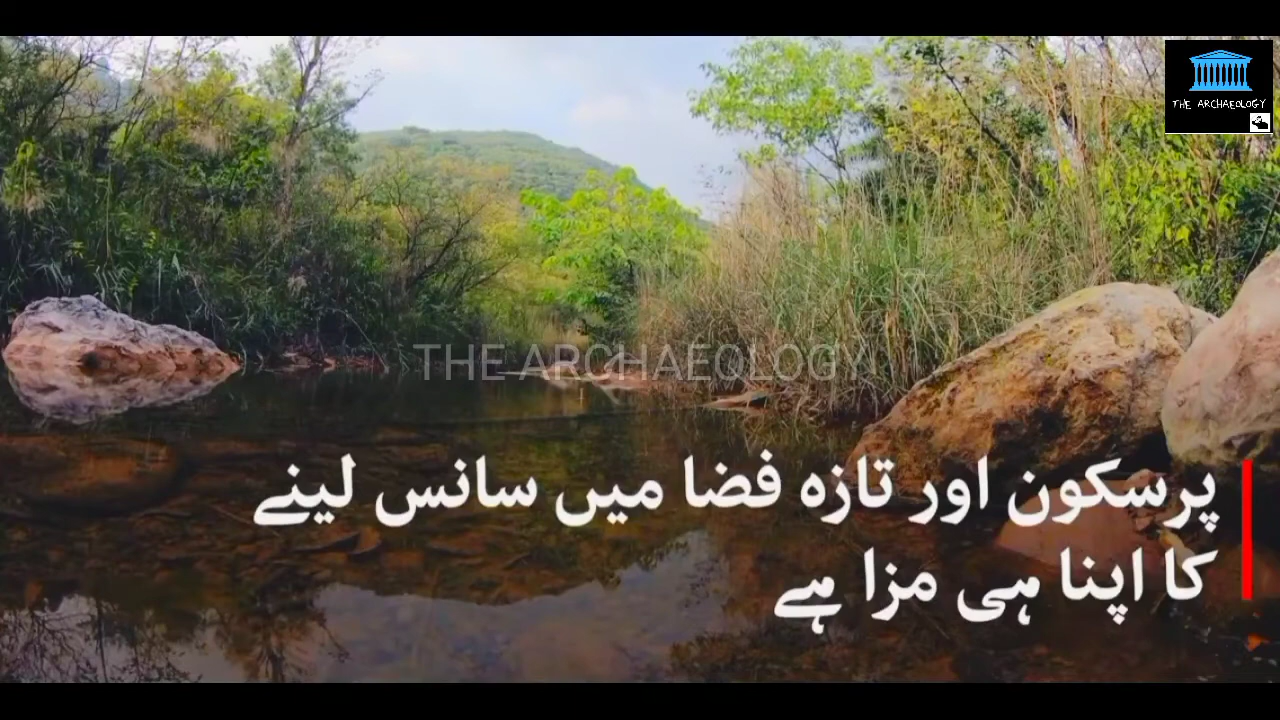 THE ARCHAEOLOGY
THE ARCHAEOLOGY
پرسکون اور تازہ فضا میں سانس لینے
کا اپنا ہی مزا ہے